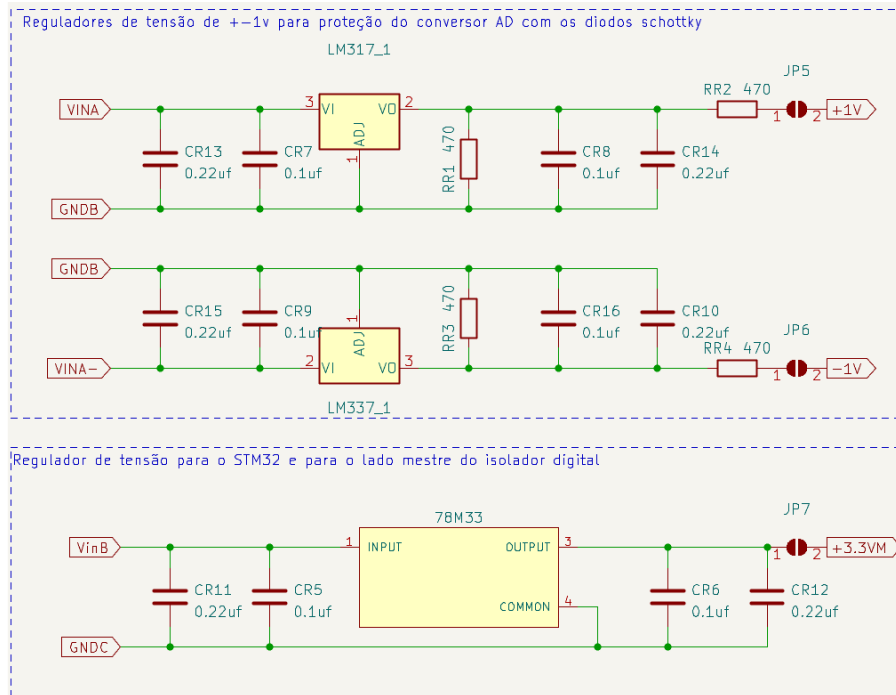 Reguladores de tensão de +-1v para proteção do conversor AD com os diodos schottky
LM317_1
JP5
RR2 470
VINA
3 VI VO 2
1 2 +1V
ADJ
1
CR13
0.22uf
CR7
0.1uf
RR1 470
CR8
0.1uf
CR14
0.22uf
GNDB
GNDB
CR15
0.22uf
CR9
0.1uf
1
ADJ
RR3 470
CR16
0.1uf
CR10
0.22uf
JP6
RR4 470
VINA-
2 VI VO 3
1 2 -1V
LM337_1
Regulador de tensão para o STM32 e para o lado mestre do isolador digital
78M33
JP7
VinB
1 INPUT OUTPUT 3
1 2 +3.3VM
CR11
0.22uf
CR5
0.1uf
COMMON 4
CR6
0.1uf
CR12
0.22uf
GNDC